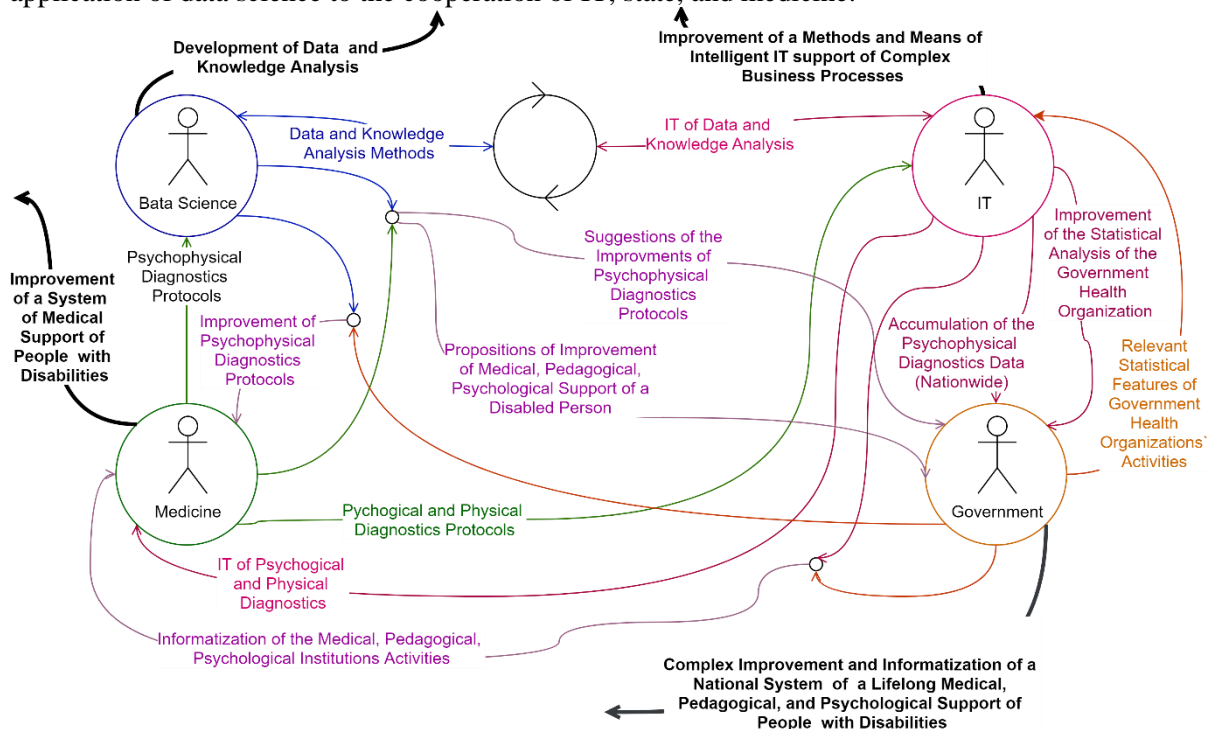 application of data science to the cooperation of IT, state, and medicine.
Development of Data and
Knowledge Analysis
Improvement of a Methods and Means of
Intelligent IT support of Complex
Business Processes
Data and Knowledge
Analysis Methods
IT of Data and
Knowledge Analysis
Bata Science
IT
Psychophysical
Diagnostics
Protocols
Suggestions of the
Improvments of
Psychophysical
Diagnostics
Protocols
Improvement
of the Statistical
Analysis of the
Government
Health
Organization
Improvement
of a System
of Medical
Support of
People with
Disabilities
Improvement of
Psychophysical
Diagnostics
Protocols
Propositions of Improvement
of Medical, Pedagogical,
Psychological Support of a
Disabled Person
Accumulation of the
Psychophysical
Diagnostics Data
(Nationwide)
Relevant
Statistical
Features of
Government
Health
Organizations`
Activities
Medicine
Government
Pychogical and Physical
Diagnostics Protocols
IT of Psychogical
and Physical
Diagnostics
Informatization of the Medical, Pedagogical,
Psychological Institutions Activities
Complex Improvement and Informatization of a
National System of a Lifelong Medical,
Pedagogical, and Psychological Support of
People with Disabilities